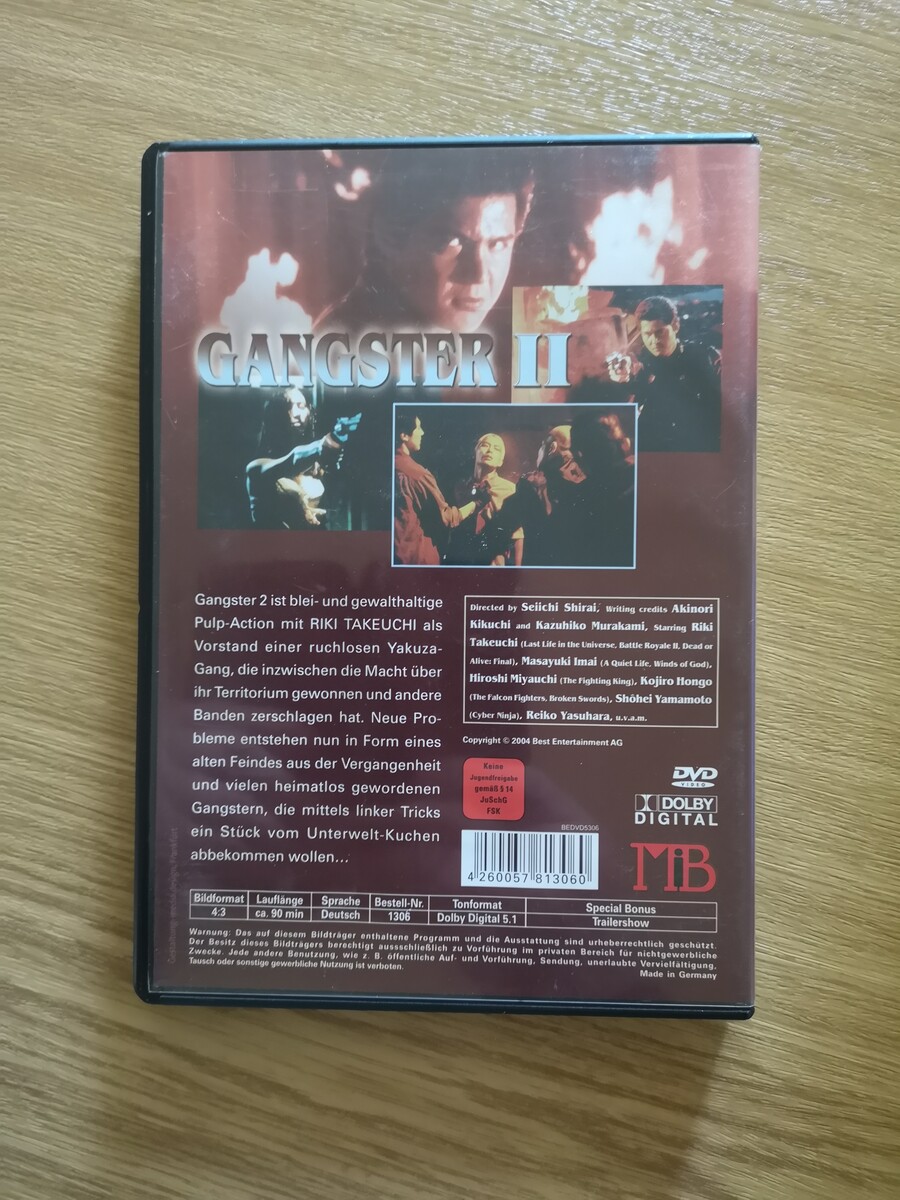 GANGSTER II
Gangster 2 ist blei- und gewalthaltige
Pulp-Action mit RIKI TAKEUCHI als
Vorstand einer ruchlosen Yakuza-
Gang, die inzwischen die Macht über
ihr Territorium gewonnen und andere
Banden zerschlagen hat. Neue Pro-
bleme entstehen nun in Form eines
alten Feindes aus der Vergangenheit
und vielen heimatlos gewordenen
Gangstern, die mittels linker Tricks
ein Stück vom Unterwelt-Kuchen
abbekommen wollen...
Directed by Seiichi Shirai, Writing credits Akinori
Kikuchi and Kazuhiko Murakami, Starring Riki
Takeuchi (Last Life in the Universe, Battle Royale II, Dead or
Alive: Final), Masayuki Imai (A Quiet Life, Winds of God),
Hiroshi Miyauchi (The Fighting King), Kojiro Hongo
(The Falcon Fighters, Broken Swords), Shôhei Yamamoto
(Cyber Ninja), Reiko Yasuhara, u.v.a.m.
Copyright © 2004 Best Entertainment AG
Keine
Jugendfreigabe
gemäß § 14
JuSchG
FSK
DVD
VIDEO
DOLBY
DIGITAL
BEDVD5306
4 260057 813060
MiB
Bildformat Lauflänge Sprache Bestell-Nr. Tonformat Special Bonus
4:3 ca. 90 min Deutsch 1306 Dolby Digital 5.1 Trailershow
Warnung: Das auf diesem Bildträger enthaltene Programm und die Ausstattung sind urheberrechtlich geschützt.
Der Besitz dieses Bildträgers berechtigt ausschließlich zu Vorführung im privaten Bereich für nichtgewerbliche
Zwecke. Jede andere Benutzung, wie z. B. öffentliche Auf- und Vorführung, Sendung, unerlaubte Vervielfältigung,
Tausch oder sonstige gewerbliche Nutzung ist verboten.
Made in Germany